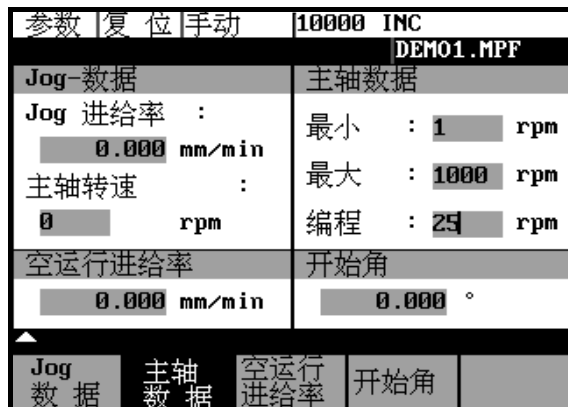 参数 复 位 手动 10000 INC
DEMO1.MPF
Jog-数据
Jog 进给率 :
0.000 mm/min
主轴转速 :
0 rpm
主轴数据
最小 : 1 rpm
最大 : 1000 rpm
编程 : 25 rpm
空运行进给率
0.000 mm/min
开始角
0.000 °
Jog
数 据
主轴
数 据
空运行
进给率
开始角